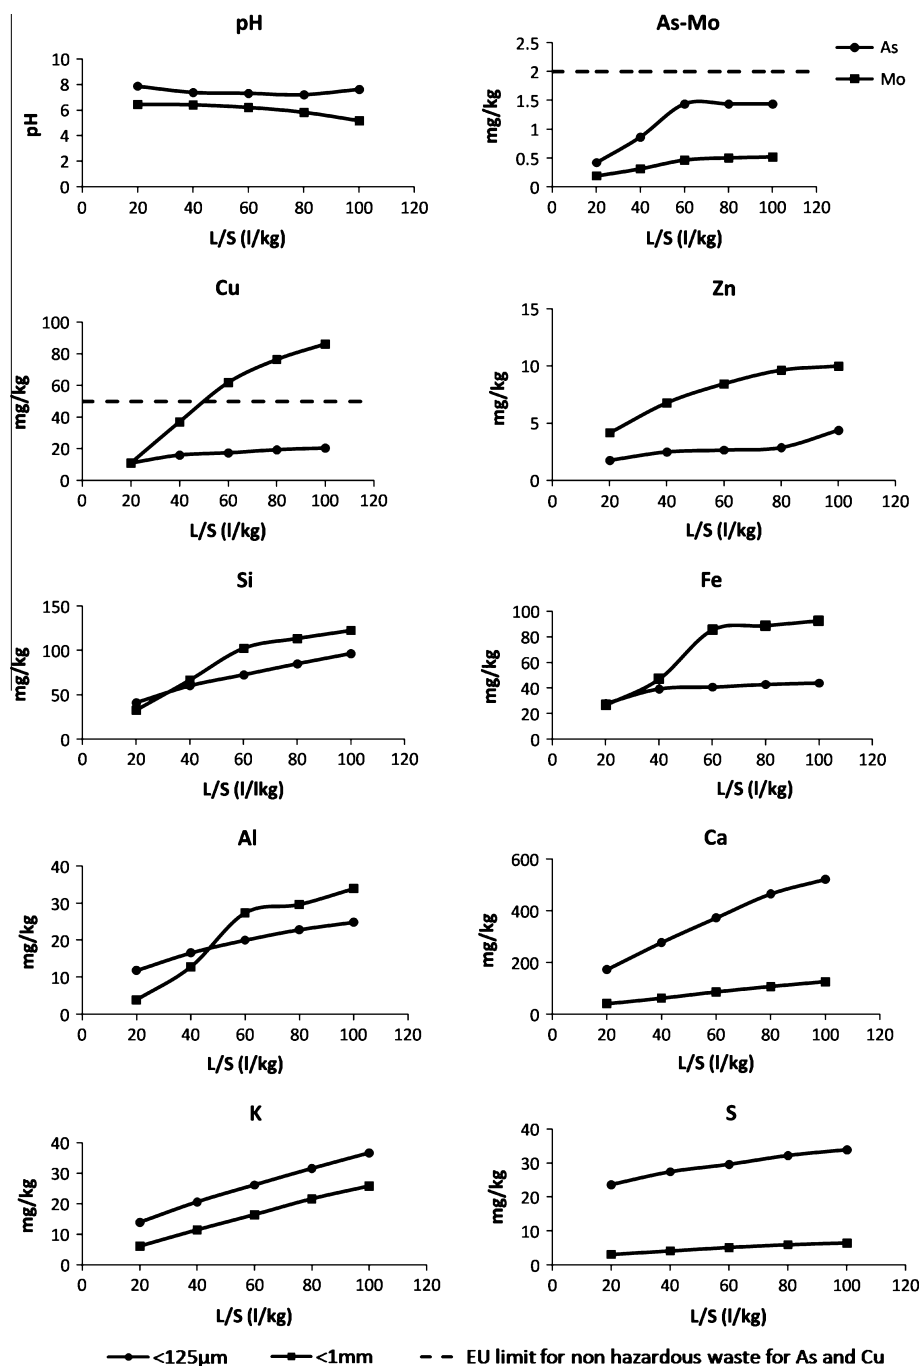 pH
10
8
6
4
2
0
pH
0 20 40 60 80 100 120
L/S (l/kg)
As-Mo
2.5
2
1.5
1
0.5
0
mg/kg
0 20 40 60 80 100 120
L/S (l/kg)
As
Mo
Cu
100
80
60
40
20
0
mg/kg
0 20 40 60 80 100 120
L/S (l/kg)
Zn
15
10
5
0
mg/kg
0 20 40 60 80 100 120
L/S (l/kg)
Si
150
100
50
0
mg/kg
0 20 40 60 80 100 120
L/S (l/lkg)
Fe
100
80
60
40
20
0
mg/kg
0 20 40 60 80 100 120
L/S (l/kg)
Al
40
30
20
10
0
mg/kg
0 20 40 60 80 100 120
L/S (l/kg)
Ca
600
400
200
0
mg/kg
0 20 40 60 80 100 120
L/S (l/kg)
K
40
30
20
10
0
mg/kg
0 20 40 60 80 100 120
L/S (l/kg)
S
40
30
20
10
0
mg/kg
0 20 40 60 80 100 120
L/S (l/kg)
<125μm <1mm EU limit for non hazardous waste for As and Cu